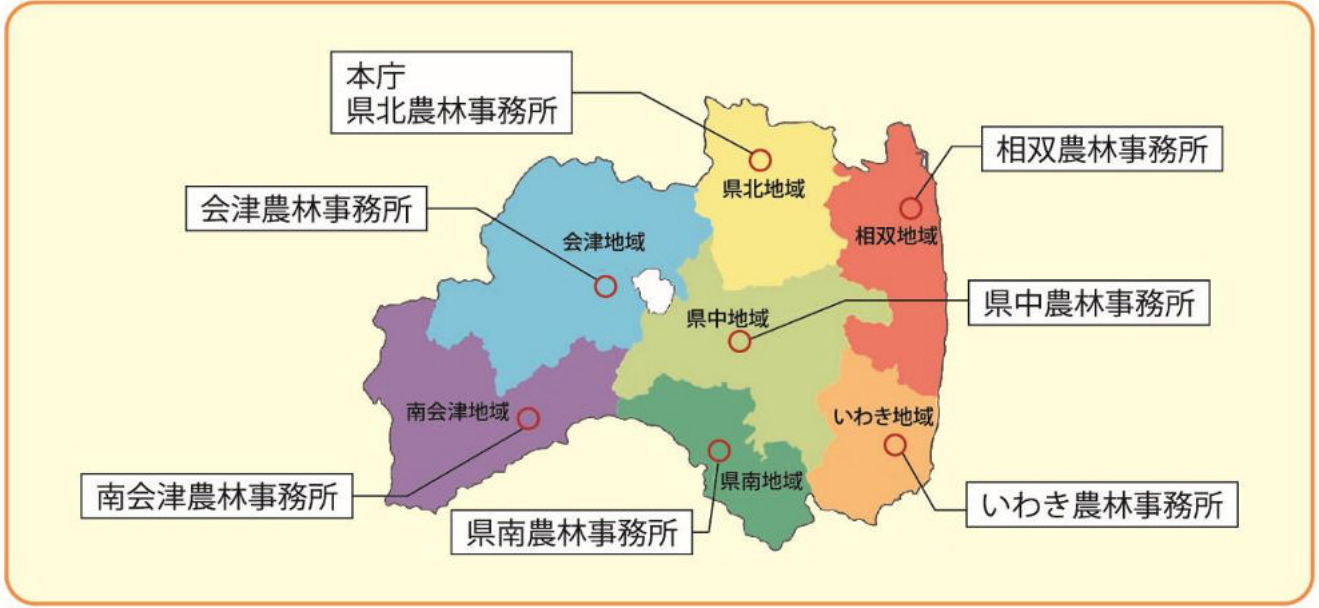 本庁
県北農林事務所
相双農林事務所
県北地域
会津農林事務所
会津地域
相双地域
県中農林事務所
県中地域
南会津地域
いわき地域
県南地域
南会津農林事務所
県南農林事務所
いわき農林事務所